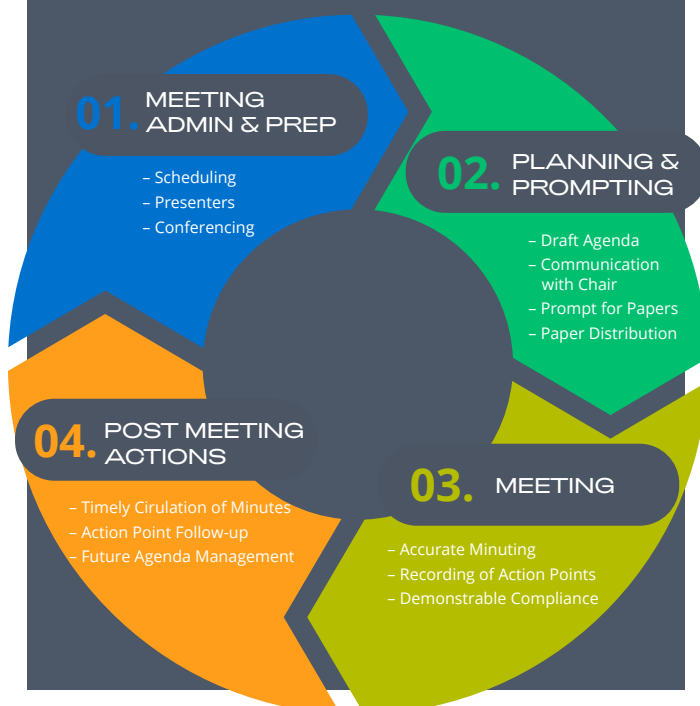 01. MEETING
ADMIN & PREP
– Scheduling
– Presenters
– Conferencing
02. PLANNING &
PROMPTING
– Draft Agenda
– Communication
with Chair
– Prompt for Papers
– Paper Distribution
03. MEETING
– Accurate Minuting
– Recording of Action Points
– Demonstrable Compliance
04. POST MEETING
ACTIONS
– Timely Cirulation of Minutes
– Action Point Follow-up
– Future Agenda Management